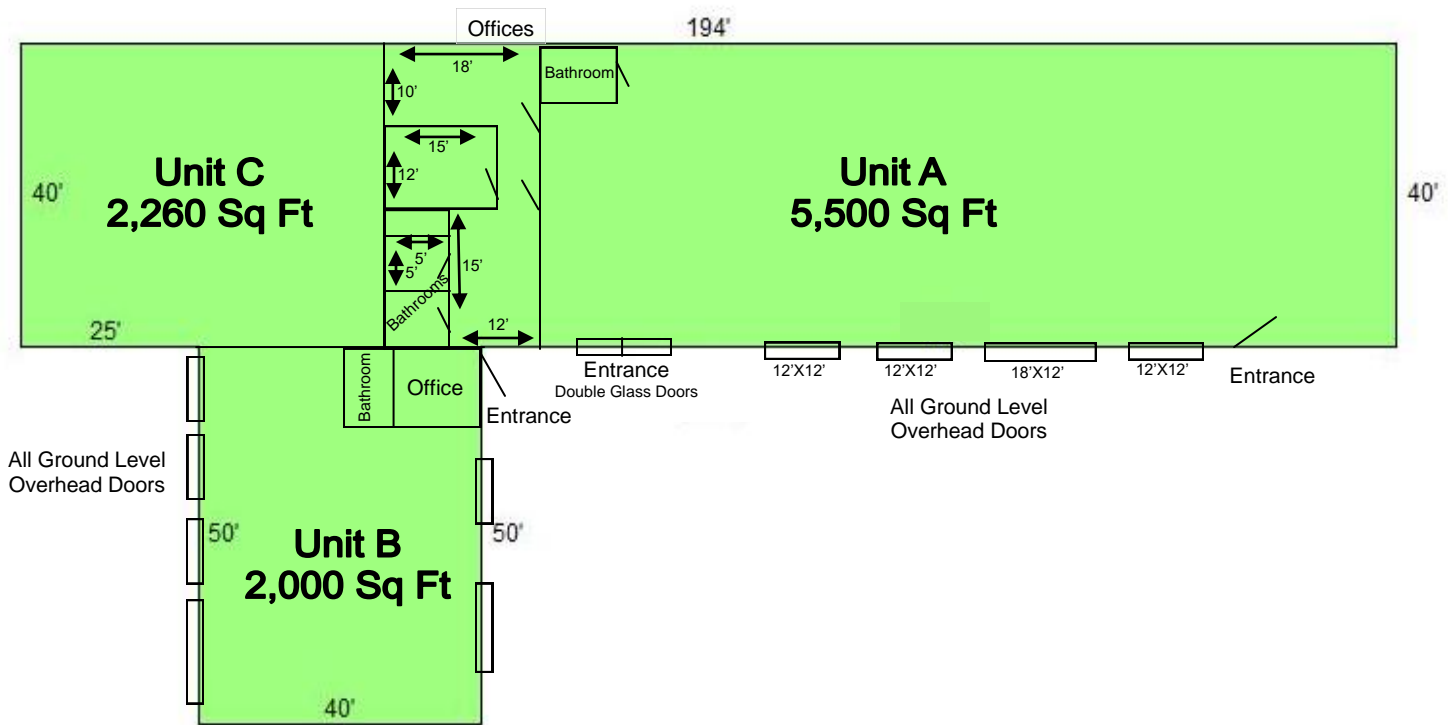 Offices
194'
18'
Bathroom
10'
15'
12'
Unit C
2,260 Sq Ft
40'
Unit A
5,500 Sq Ft
40'
5'
5'
15'
Bathrooms
25'
12'
Bathroom
Office
Entrance
Entrance
Double Glass Doors
12'X12'
12'X12'
18'X12'
12'X12'
Entrance
All Ground Level
Overhead Doors
All Ground Level
Overhead Doors
50'
50'
Unit B
2,000 Sq Ft
40'